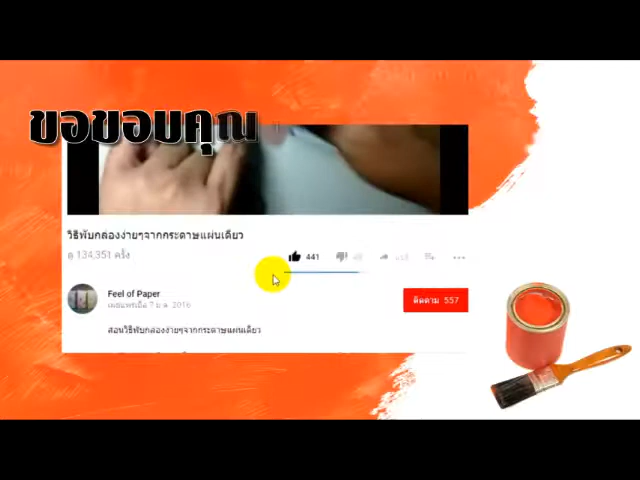 ขอขอบคุณ
วิธีพับกล่องง่ายๆจากกระดาษแผ่นเดียว
ดู 134,351 ครั้ง
441
Feel of Paper
เผยแพร่เมื่อ 7 ม.ค. 2016
ติดตาม 557
สอนวิธีพับกล่องง่ายๆจากกระดาษแผ่นเดียว